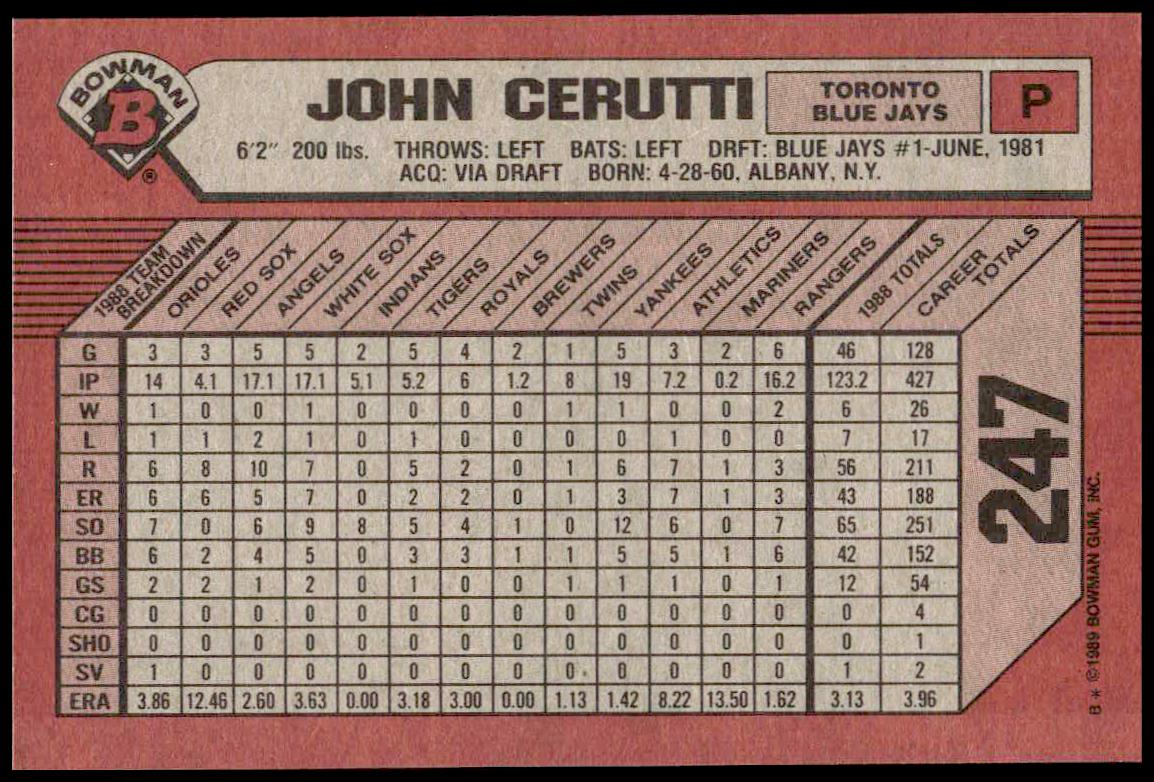 BOWMAN
B
®
JOHN CERUTTI
TORONTO
BLUE JAYS
P
6'2" 200 lbs. THROWS: LEFT BATS: LEFT DRFT: BLUE JAYS #1-JUNE, 1981
ACQ: VIA DRAFT BORN: 4-28-60, ALBANY, N.Y.
1988 TEAM BREAKDOWN ORIOLES RED SOX ANGELS WHITE SOX INDIANS TIGERS ROYALS BREWERS TWINS YANKEES ATHLETICS MARINERS RANGERS 1988 TOTALS CAREER TOTALS
G 3 3 5 5 2 5 4 2 1 5 3 2 6 46 128
IP 14 4.1 17.1 17.1 5.1 5.2 6 1.2 8 19 7.2 0.2 16.2 123.2 427
W 1 0 0 1 0 0 0 0 1 1 0 0 2 6 26
L 1 1 2 1 0 1 0 0 0 0 1 0 0 7 17
R 6 8 10 7 0 5 2 0 1 6 7 1 3 56 211
ER 6 6 5 7 0 2 2 0 1 3 7 1 3 43 188
SO 7 0 6 9 8 5 4 1 0 12 6 0 7 65 251
BB 6 2 4 5 0 3 3 1 1 5 5 1 6 42 152
GS 2 2 1 2 0 1 0 0 1 1 1 0 1 12 54
CG 0 0 0 0 0 0 0 0 0 0 0 0 0 0 4
SHO 0 0 0 0 0 0 0 0 0 0 0 0 0 0 1
SV 1 0 0 0 0 0 0 0 0 0 0 0 0 1 2
ERA 3.86 12.46 2.60 3.63 0.00 3.18 3.00 0.00 1.13 1.42 8.22 13.50 1.62 3.13 3.96
247
B * ©1989 BOWMAN GUM, INC.